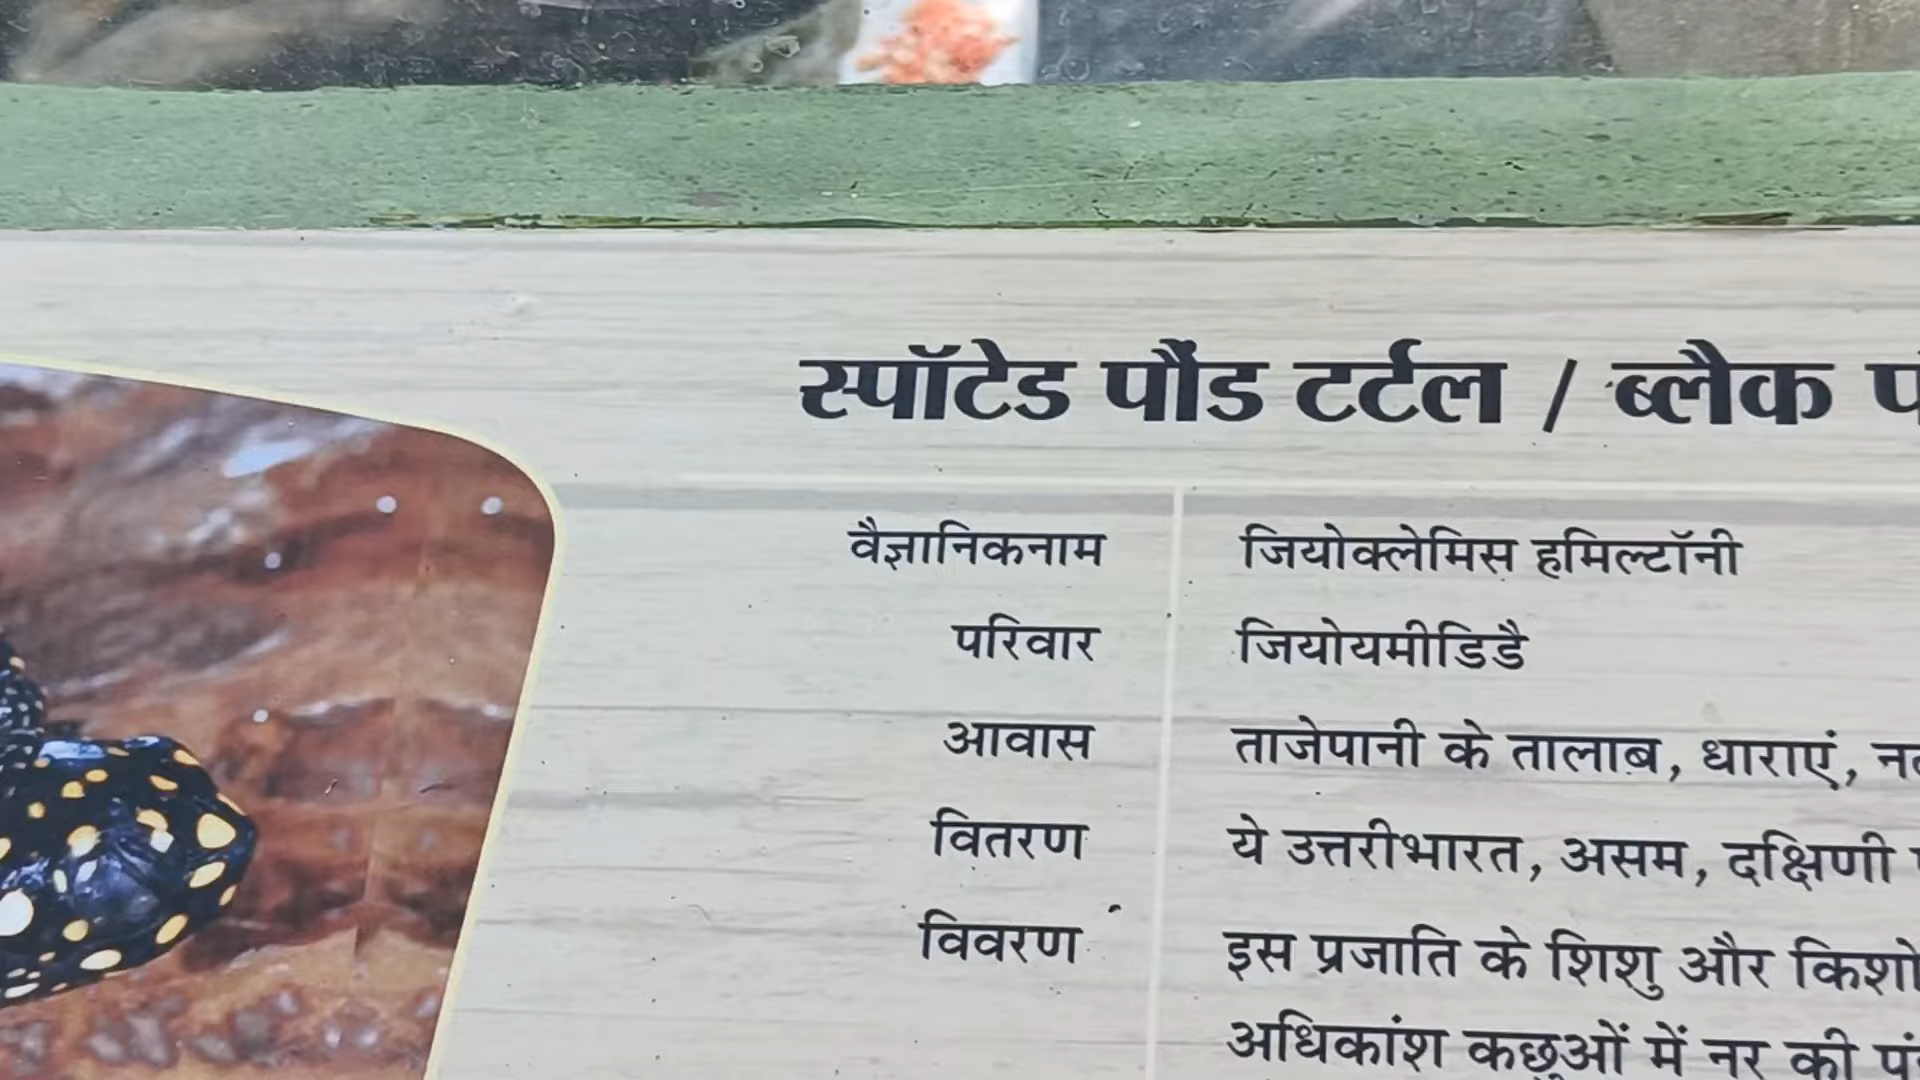 स्पॉटेड पौंड टर्टल / ब्लैक
वैज्ञानिकनाम जियोक्लेमिस हमिल्टॉनी
परिवार जियोयमीडिडै
आवास ताजेपानी के तालाब, धाराएं,
वितरण ये उत्तरीभारत, असम, दक्षिणी
विवरण इस प्रजाति के शिशु और
अधिकांश कछूओं में नर की